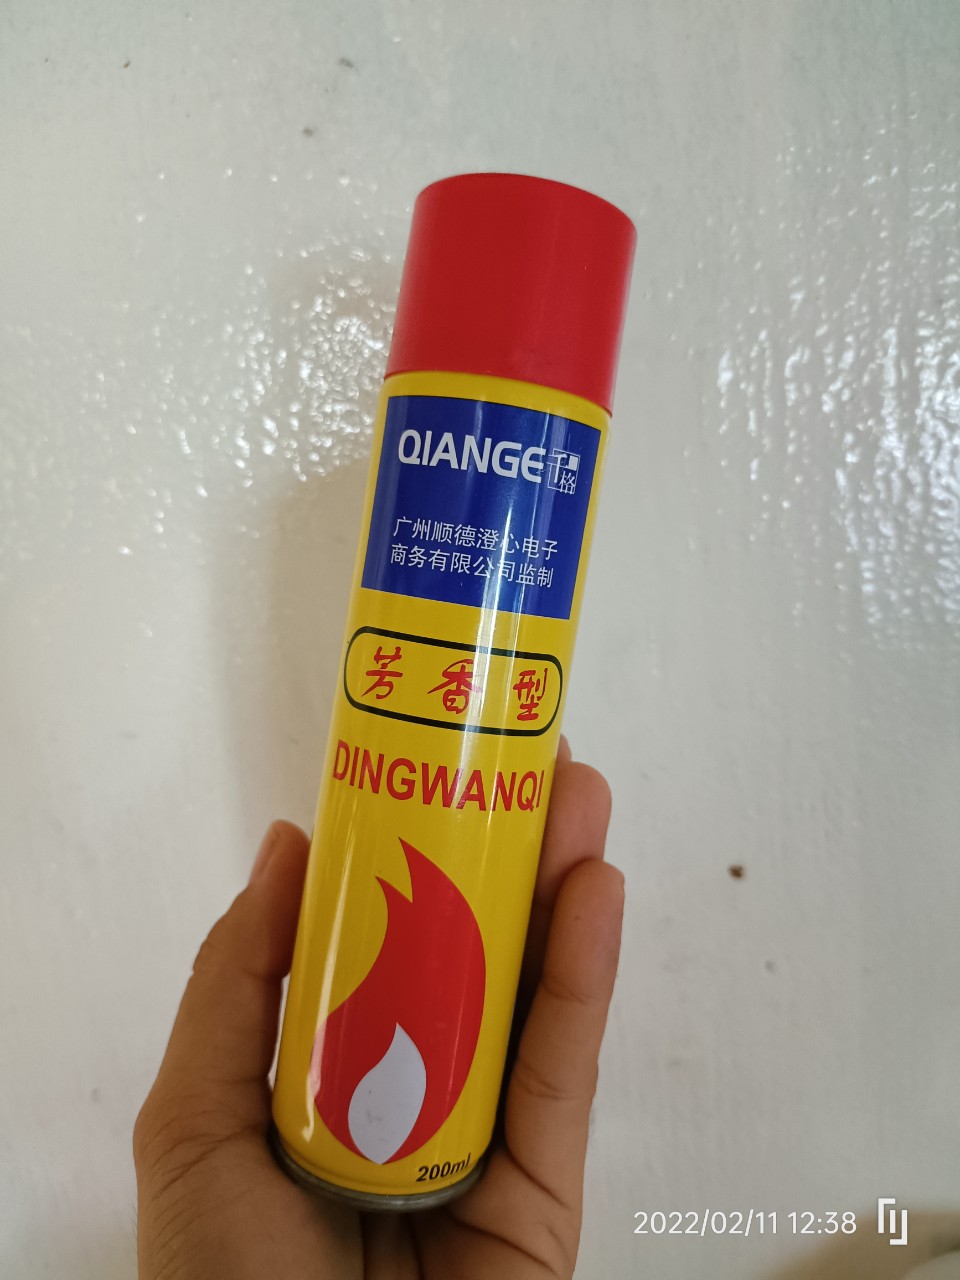 QIANGE千格
广州顺德澄心电子
商务有限公司监制
芳香型
DINGWANQI
200ml
2022/02/11 12:38